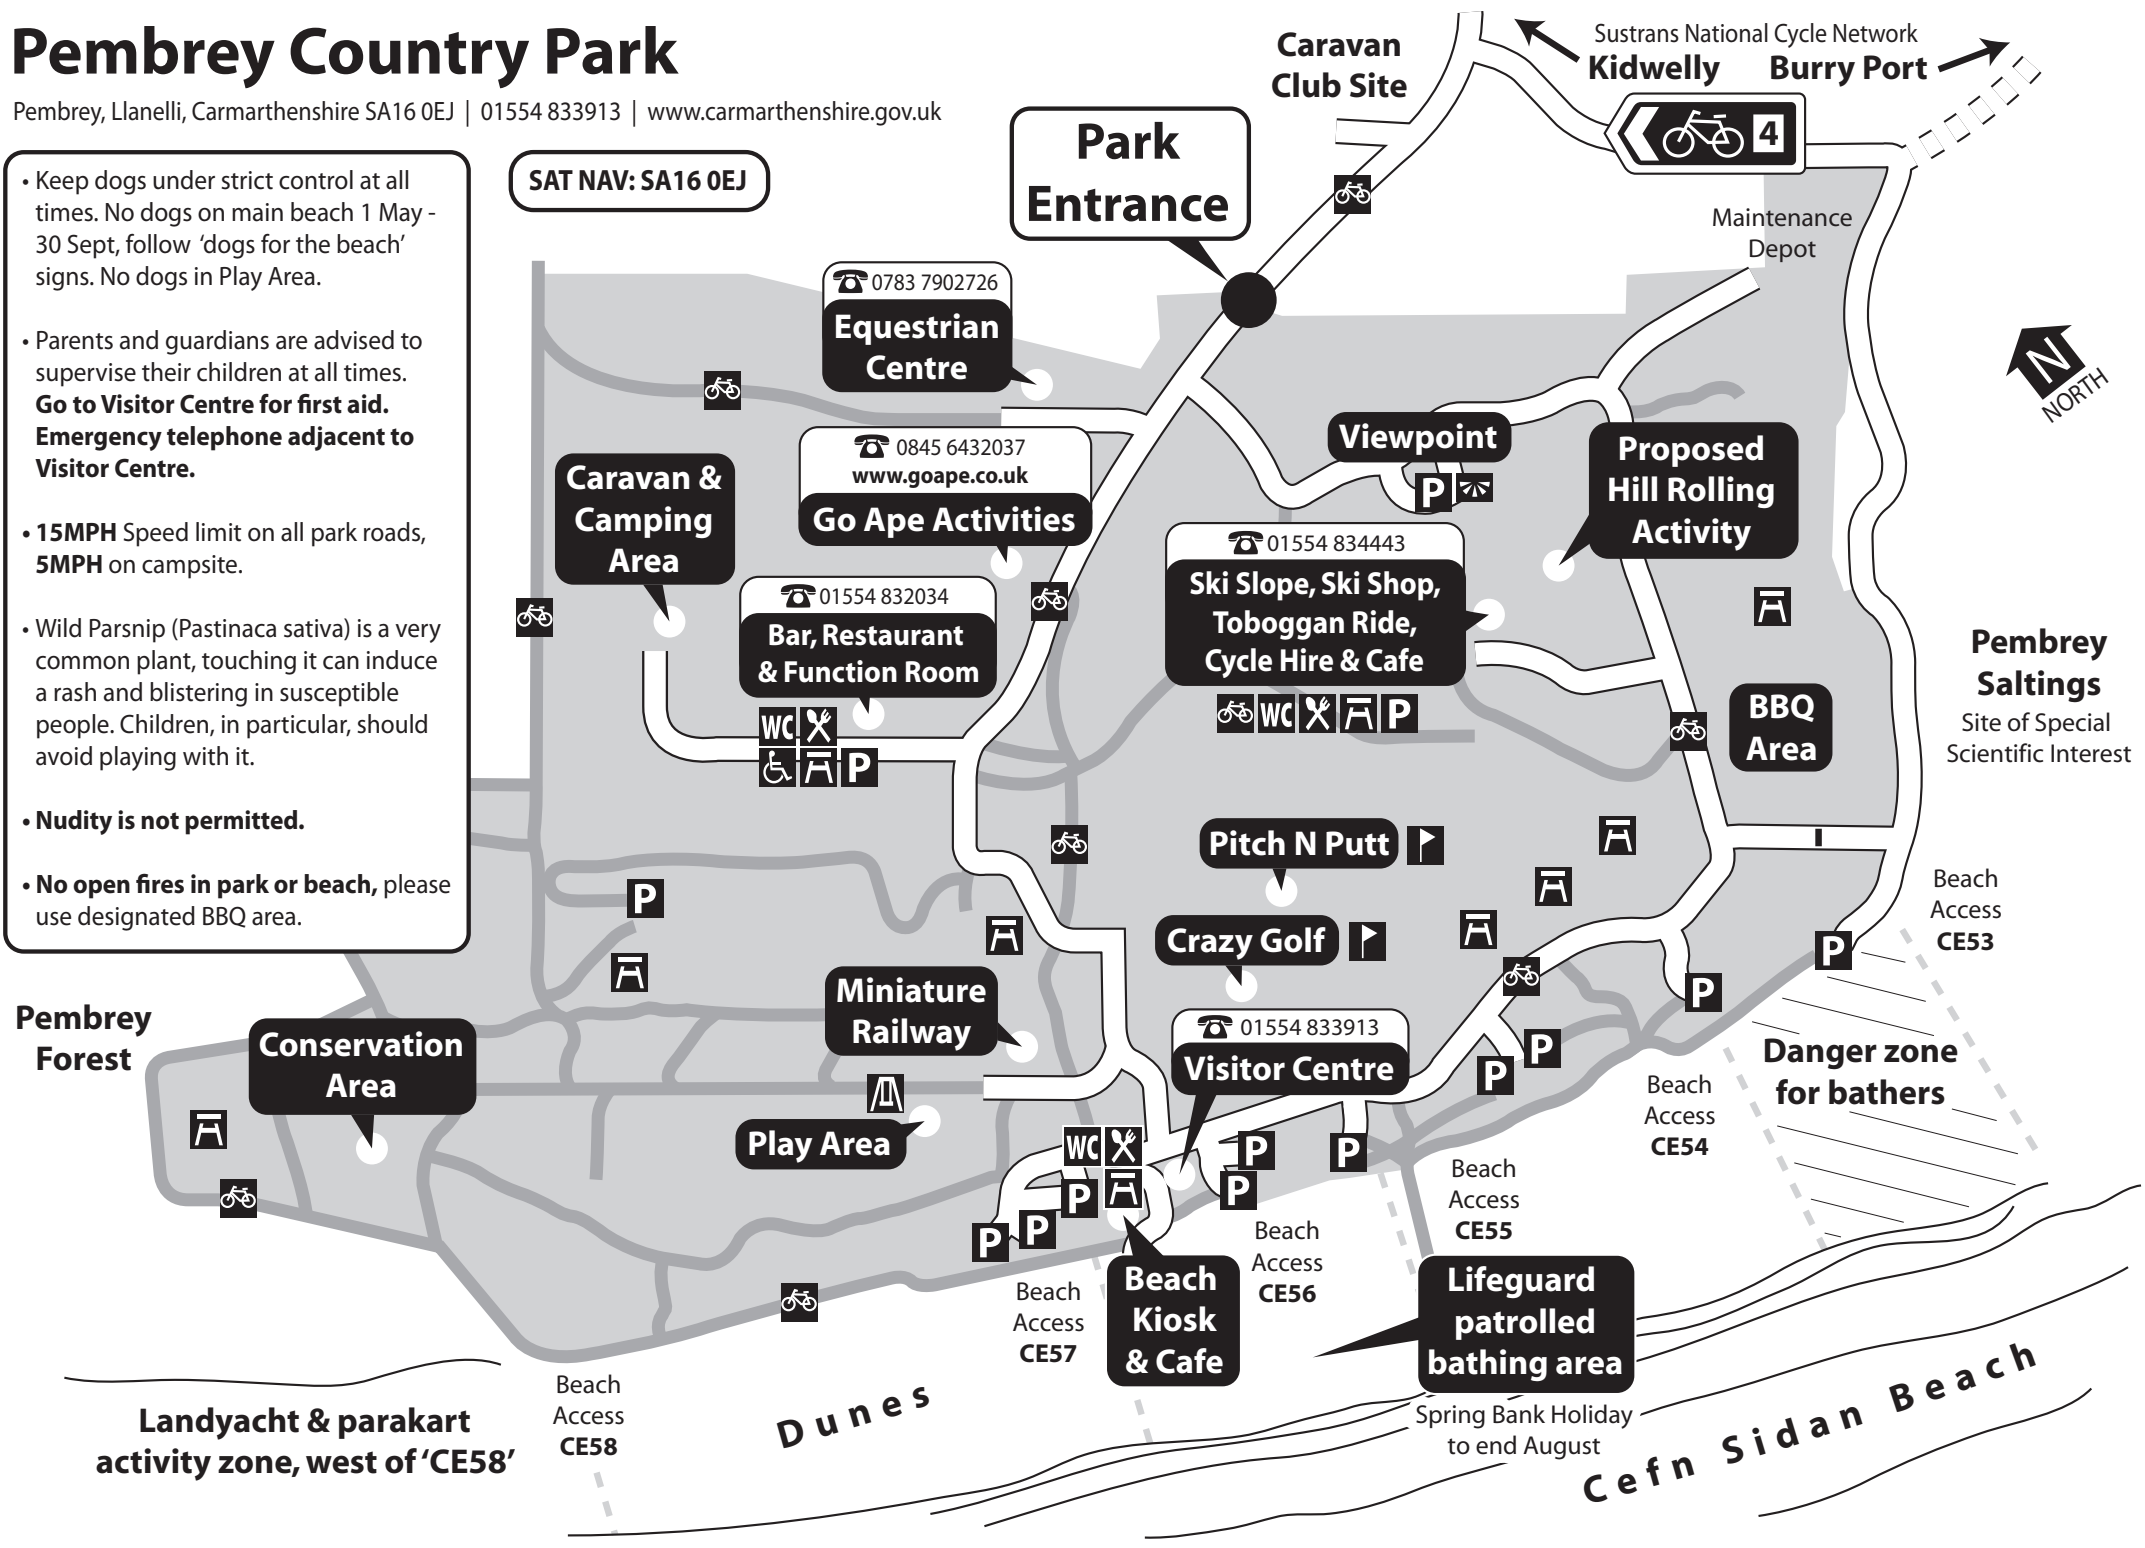 Pembrey Country Park
Pembrey, Llanelli, Carmarthenshire SA16 0EJ | 01554 833913 | www.carmarthenshire.gov.uk
• Keep dogs under strict control at all
times. No dogs on main beach 1 May -
30 Sept, follow ‘dogs for the beach’
signs. No dogs in Play Area.
• Parents and guardians are advised to
supervise their children at all times.
Go to Visitor Centre for first aid.
Emergency telephone adjacent to
Visitor Centre.
• 15MPH Speed limit on all park roads,
5MPH on campsite.
• Wild Parsnip (Pastinaca sativa) is a very
common plant, touching it can induce
a rash and blistering in susceptible
people. Children, in particular, should
avoid playing with it.
• Nudity is not permitted.
• No open fires in park or beach, please
use designated BBQ area.
SAT NAV: SA16 0EJ
Park
Entrance
Caravan
Club Site
Sustrans National Cycle Network
Kidwelly
Burry Port
4
Maintenance
Depot
N
NORTH
0783 7902726
Equestrian
Centre
0845 6432037
www.goape.co.uk
Go Ape Activities
Caravan &
Camping
Area
01554 832034
Bar, Restaurant
& Function Room
WC
P
Viewpoint
P
Proposed
Hill Rolling
Activity
01554 834443
Ski Slope, Ski Shop,
Toboggan Ride,
Cycle Hire & Cafe
WC
P
BBQ
Area
Pembrey
Saltings
Site of Special
Scientific Interest
Pitch N Putt
Crazy Golf
P
Miniature
Railway
01554 833913
Visitor Centre
Play Area
Pembrey
Forest
Conservation
Area
WC
P
P
P
P
P
P
P
P
P
P
Beach
Access
CE53
Danger zone
for bathers
Beach
Access
CE54
Beach
Access
CE55
Beach
Access
CE56
Beach
Access
CE57
Beach
Kiosk
& Cafe
Lifeguard
patrolled
bathing area
Spring Bank Holiday
to end August
Beach
Access
CE58
Landyacht & parakart
activity zone, west of ‘CE58’
Dunes
Cefn Sidan Beach